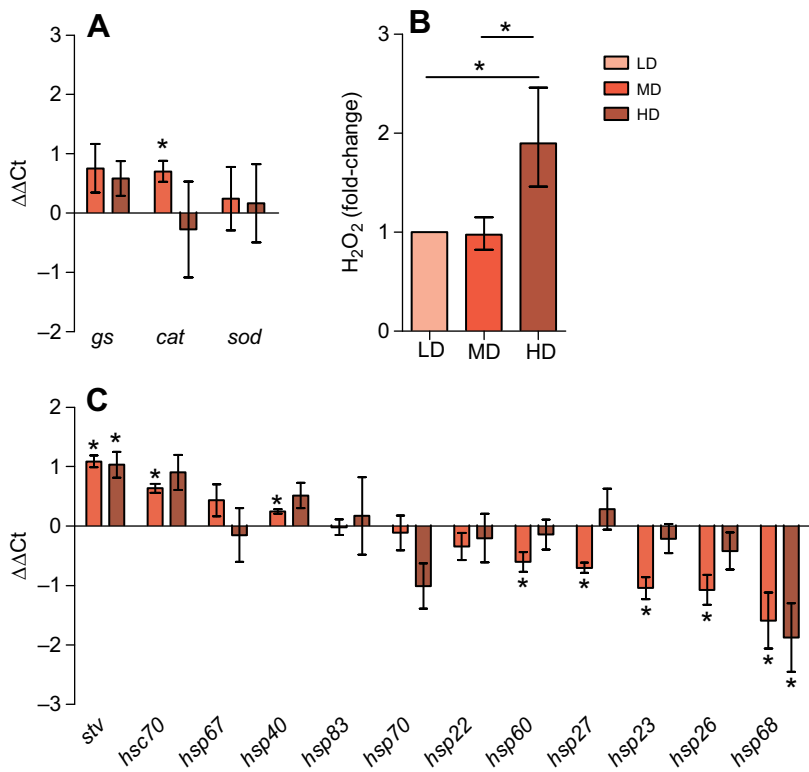 A
3
2
1
0
−1
−2
ΔΔCt
*
gs cat sod
B
3
2
1
0
H₂O₂ (fold-change)
*
*
LD MD HD
LD
MD
HD
C
2
1
0
−1
−2
−3
ΔΔCt
* * * *
* * * * * *
stv hsc70 hsp67 hsp40 hsp83 hsp70 hsp22 hsp60 hsp27 hsp23 hsp26 hsp68